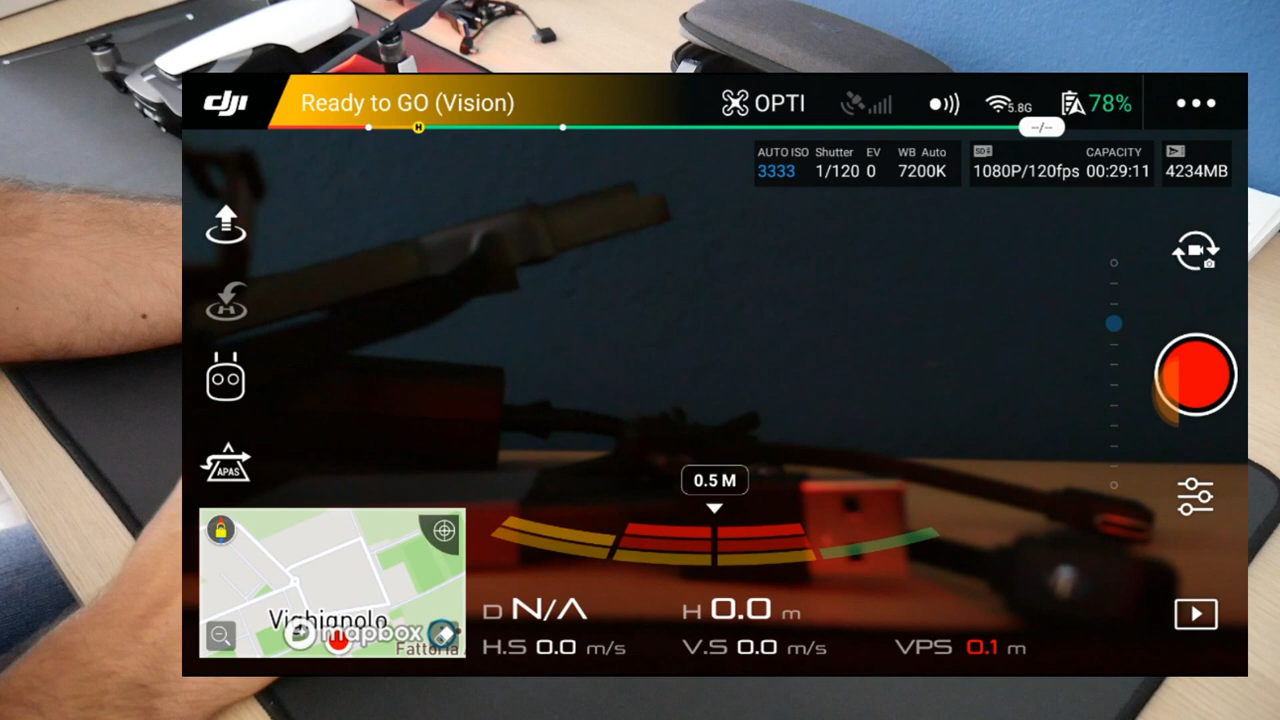 dji
Ready to GO (Vision)
OPTI
5.8G
78%
H
--/--
AUTO ISO Shutter EV WB Auto
3333 1/120 0 7200K
SD
CAPACITY
1080P/120fps 00:29:11
4234MB
H
APAS
0.5 M
Vighignolo
mapbox
Fattoria
D N/A
H 0.0 m
H.S 0.0 m/s
V.S 0.0 m/s
VPS 0.1 m